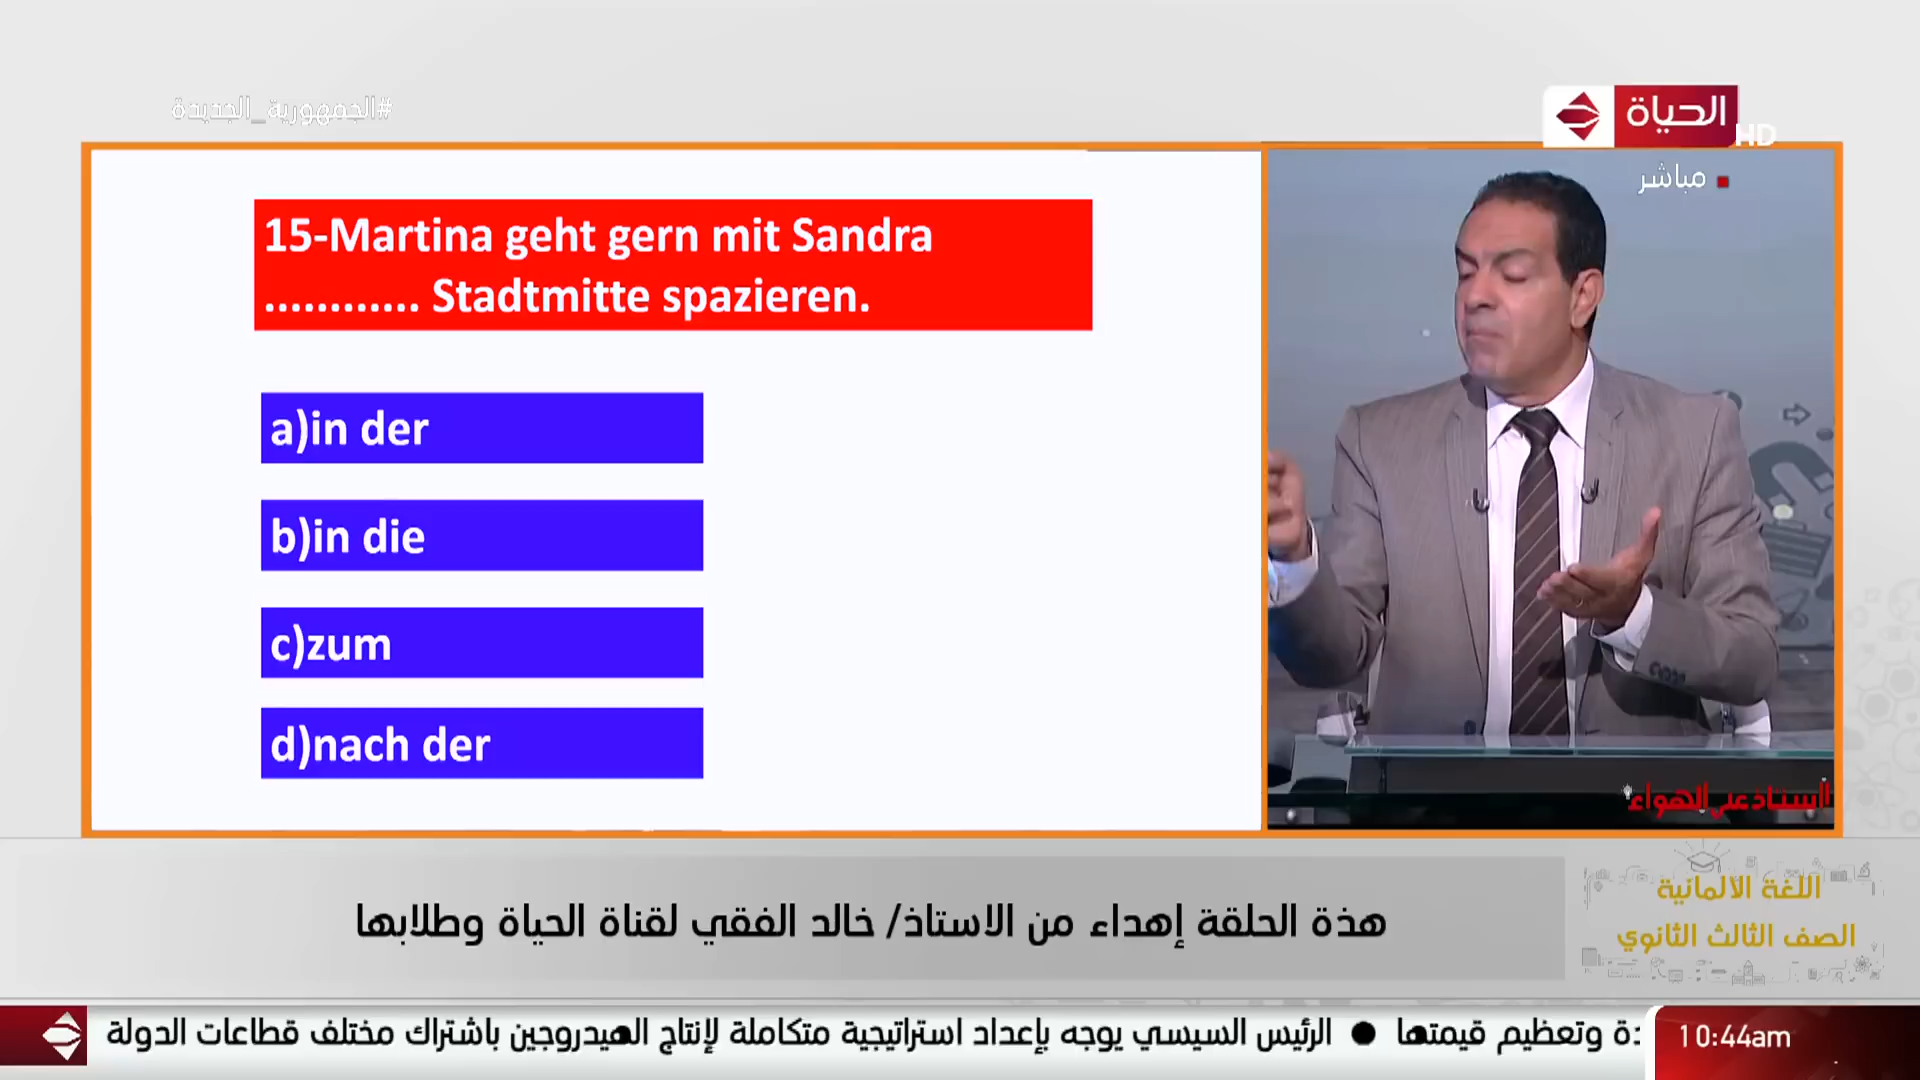 #الجمهورية_الجديدة
الحياة
HD
مباشر
15-Martina geht gern mit Sandra
............ Stadtmitte spazieren.
a)in der
b)in die
c)zum
d)nach der
الستاذ على الهواء
هذة الحلقة إهداء من الاستاذ/ خالد الفقي لقناة الحياة وطلابها
اللغة الالمانية
الصف الثالث الثانوي
دة وتعظيم قيمتها ● الرئيس السيسي يوجه بإعداد استراتيجية متكاملة لإنتاج الهيدروجين باشتراك مختلف قطاعات الدولة
10:44am